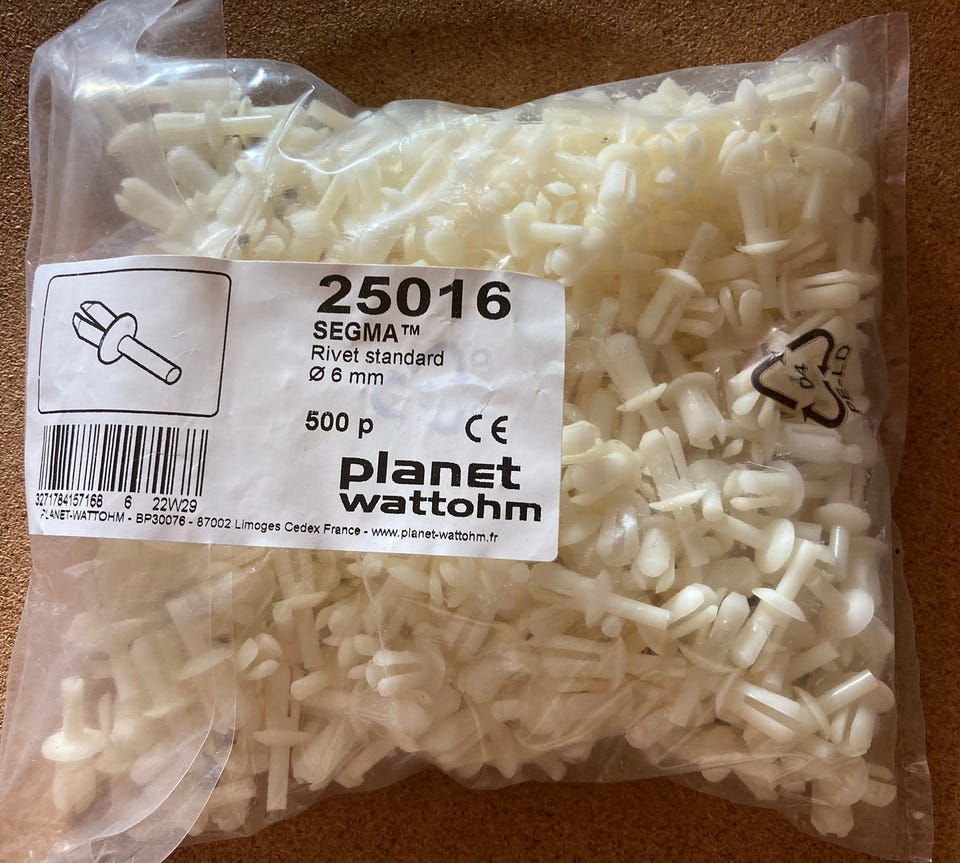 25016
SEGMA™
Rivet standard
Ø 6 mm
500 p
CE
planet
wattohm
3271784157168 6 22W29
PLANET-WATTOHM - BP30076 - 87002 Limoges Cedex France - www.planet-wattohm.fr
04
PE-LD